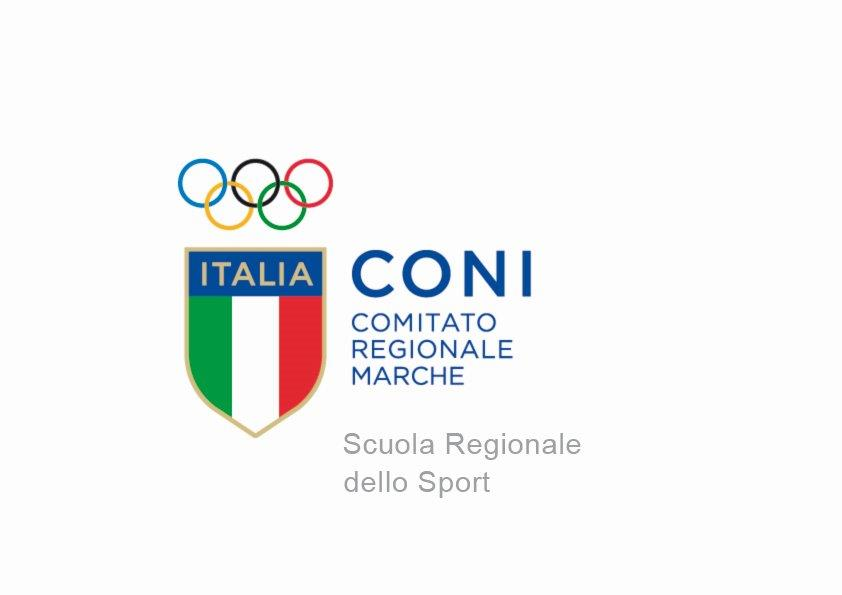 ITALIA
CONI
COMITATO
REGIONALE
MARCHE
Scuola Regionale
dello Sport